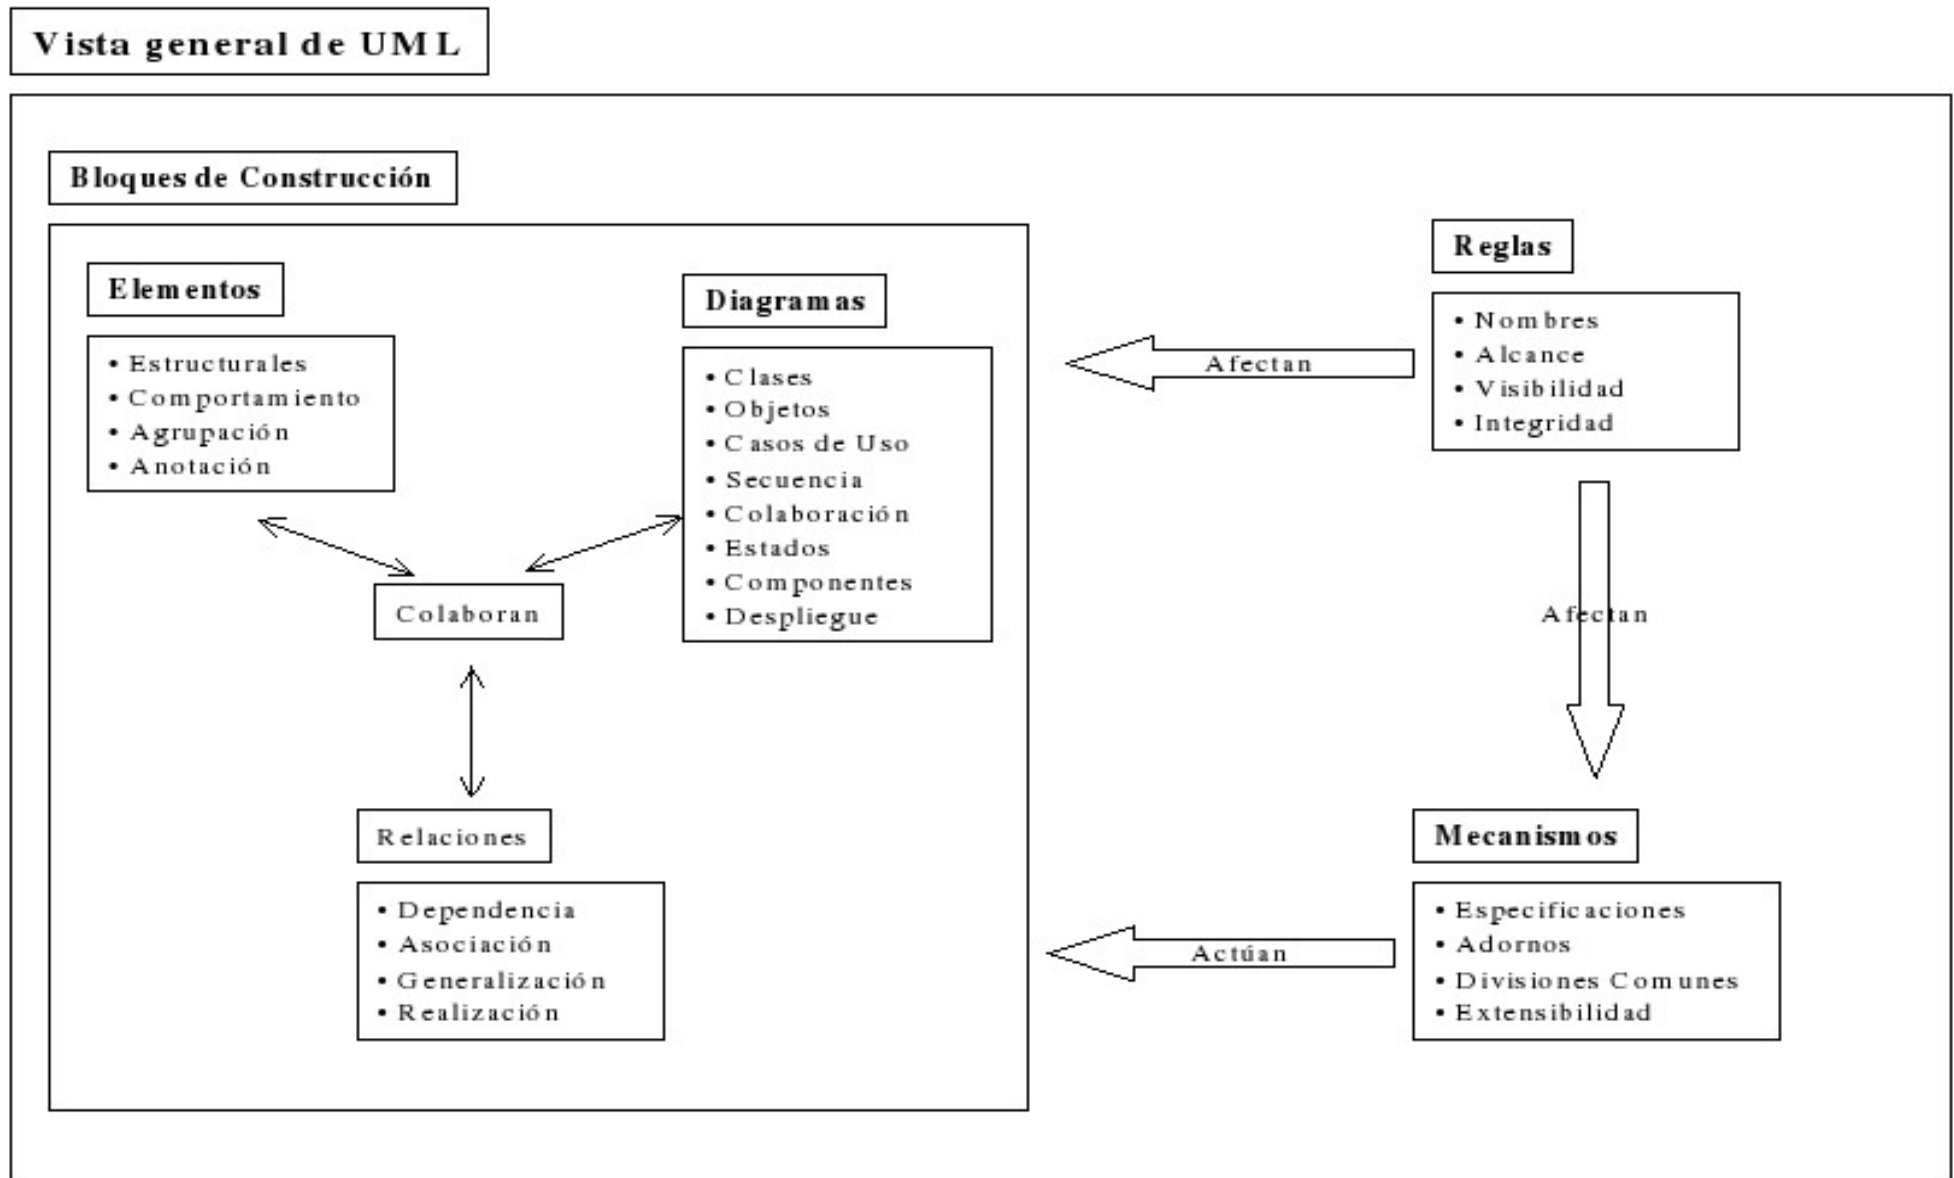 Vista general de UML
Bloques de Construcción
Elementos
• Estructurales
• Comportamiento
• Agrupación
• Anotación
Diagramas
• Clases
• Objetos
• Casos de Uso
• Secuencia
• Colaboración
• Estados
• Componentes
• Despliegue
Colaboran
Relaciones
• Dependencia
• Asociación
• Generalización
• Realización
Afectan
Reglas
• Nombres
• Alcance
• Visibilidad
• Integridad
Afectan
Mecanismos
• Especificaciones
• Adornos
• Divisiones Comunes
• Extensibilidad
Actúan